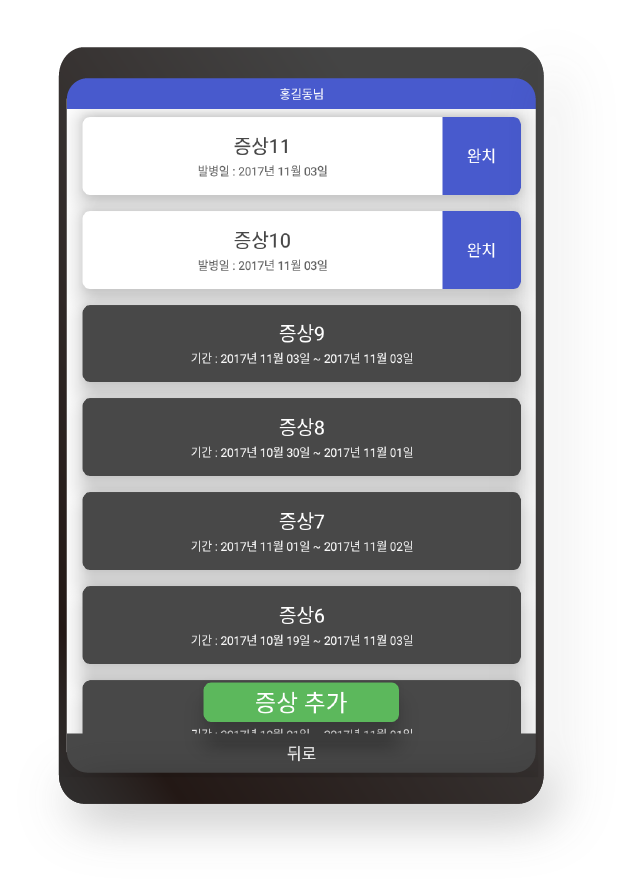 홍길동님
증상11
발병일 : 2017년 11월 03일
완치
증상10
발병일 : 2017년 11월 03일
완치
증상9
기간 : 2017년 11월 03일 ~ 2017년 11월 03일
증상8
기간 : 2017년 10월 30일 ~ 2017년 11월 01일
증상7
기간 : 2017년 11월 01일 ~ 2017년 11월 02일
증상6
기간 : 2017년 10월 19일 ~ 2017년 11월 03일
증상 추가
뒤로